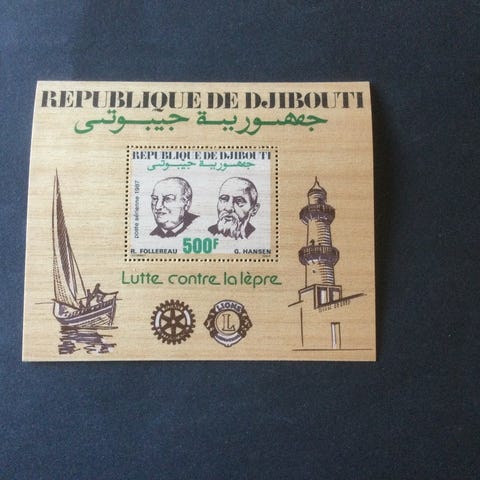 REPUBLIQUE DE DJIBOUTI
جمهورية جيبوتي
REPUBLIQUE DE DJIBOUTI
جمهورية جيبوتي
poste aérienne 1987
R. FOLLEREAU
500F
G. HANSEN
Lutte contre la lèpre
LIONS
L